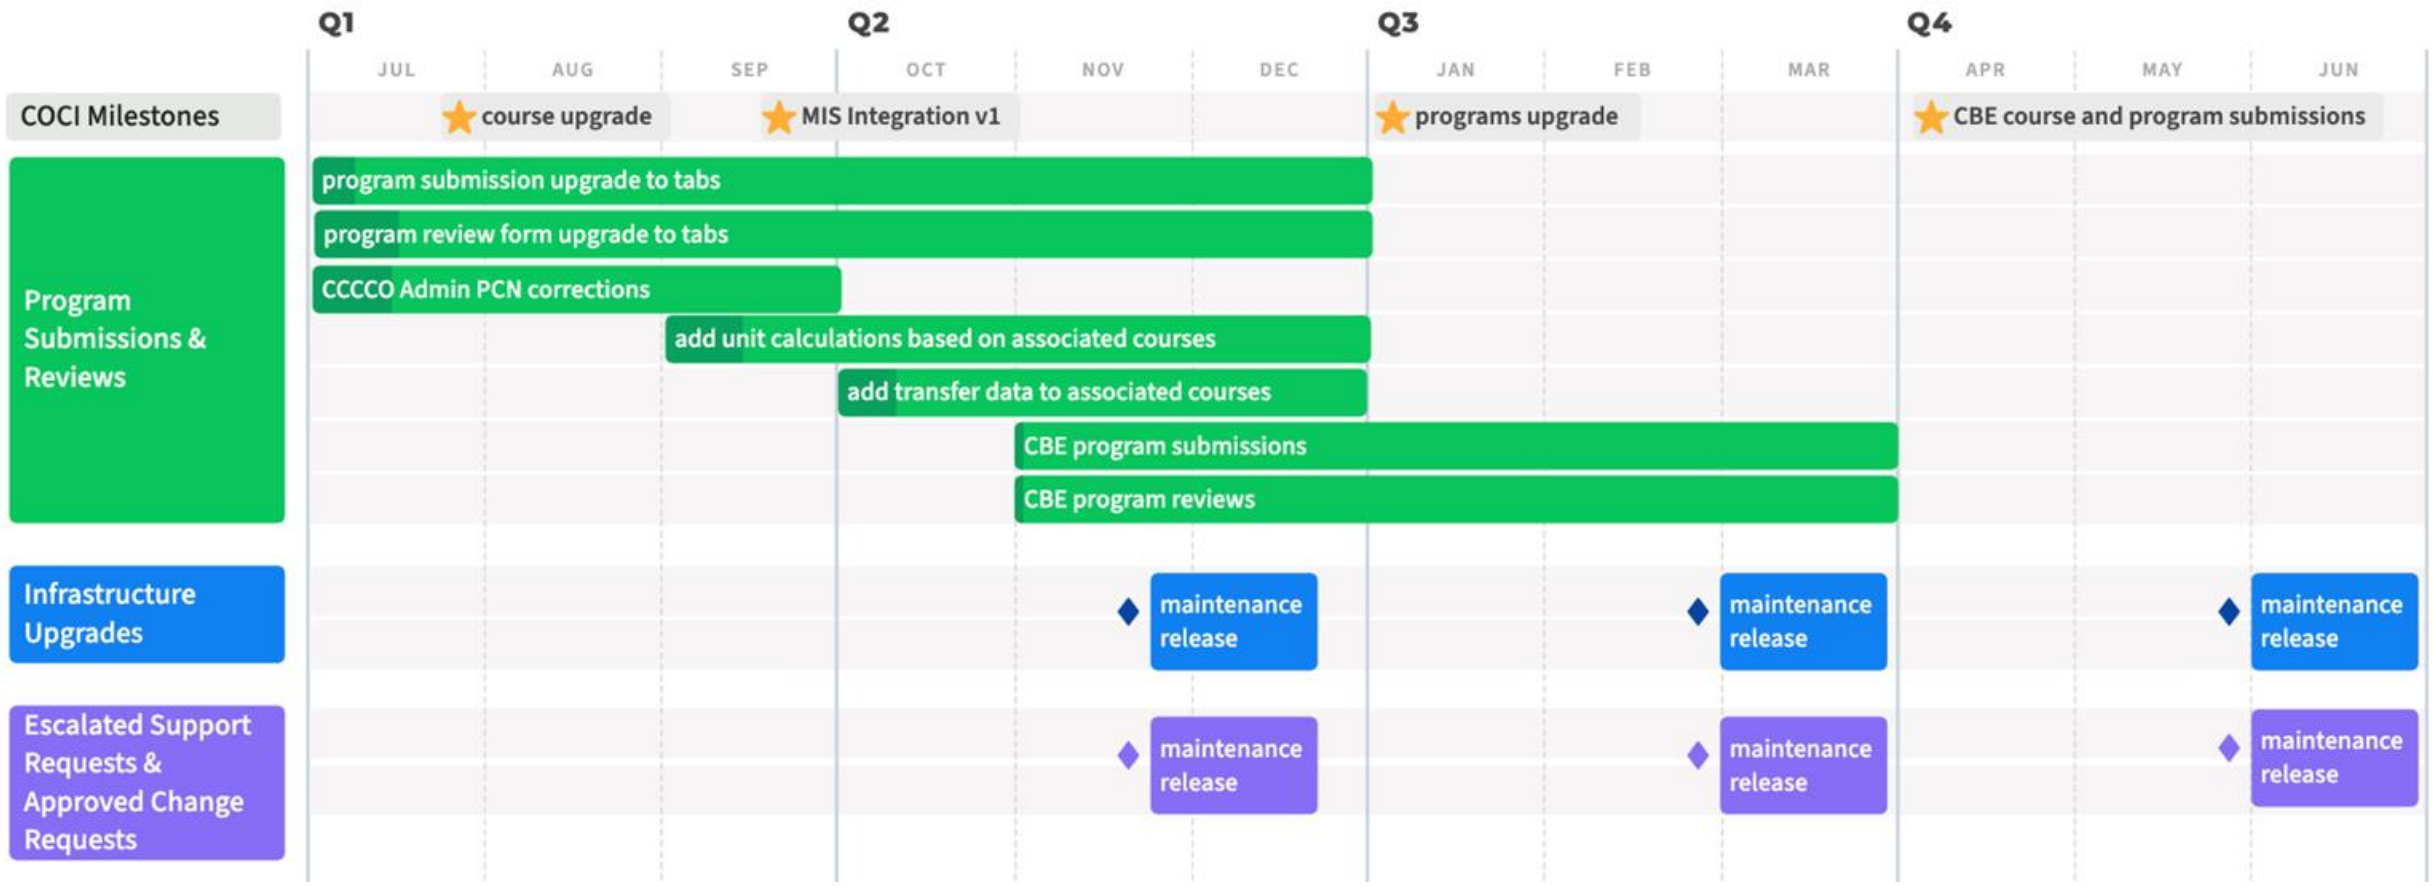 Q1 Q2 Q3 Q4
JUL AUG SEP OCT NOV DEC JAN FEB MAR APR MAY JUN
COCI Milestones
course upgrade
MIS Integration v1
programs upgrade
CBE course and program submissions
Program
Submissions &
Reviews
program submission upgrade to tabs
program review form upgrade to tabs
CCCCO Admin PCN corrections
add unit calculations based on associated courses
add transfer data to associated courses
CBE program submissions
CBE program reviews
Infrastructure
Upgrades
maintenance
release
maintenance
release
maintenance
release
Escalated Support
Requests &
Approved Change
Requests
maintenance
release
maintenance
release
maintenance
release